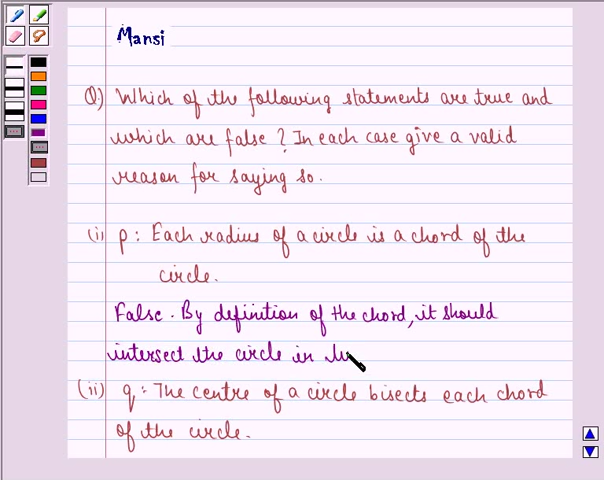 Mansi
Q) Which of the following statements are true and
which are false? In each case give a valid
reason for saying so.
(i) p: Each radius of a circle is a chord of the
circle.
False. By definition of the chord, it should
intersect the circle in
(ii) q: The centre of a circle bisects each chord
of the circle.